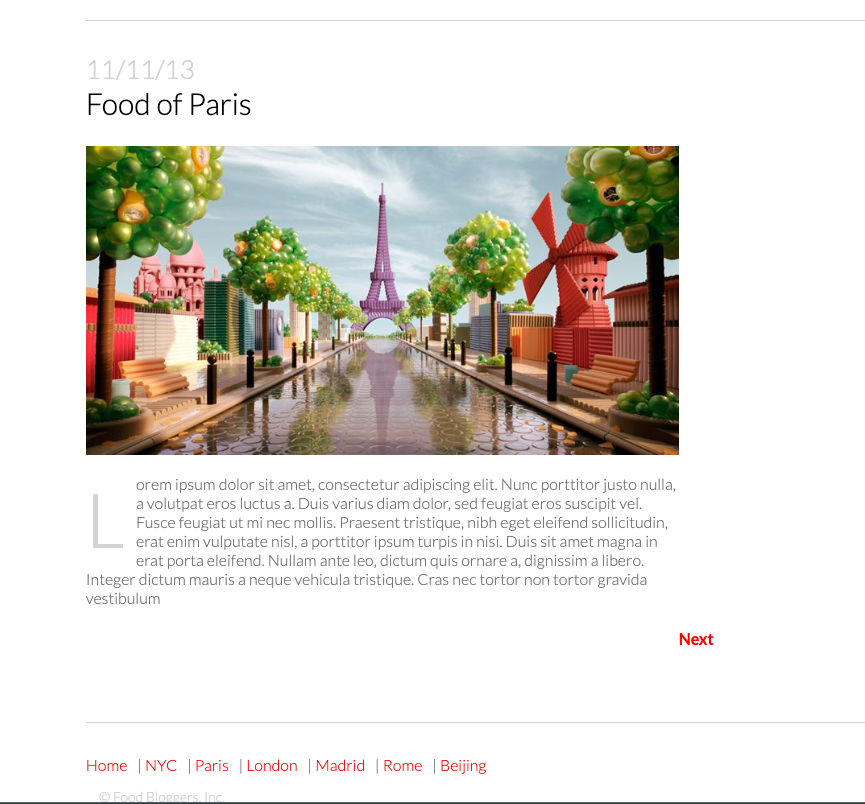 11/11/13
Food of Paris
Lorem ipsum dolor sit amet, consectetur adipiscing elit. Nunc porttitor justo nulla,
a volutpat eros luctus a. Duis varius diam dolor, sed feugiat eros suscipit vel.
Fusce feugiat ut mi nec mollis. Praesent tristique, nibh eget eleifend sollicitudin,
erat enim vulputate nisl, a porttitor ipsum turpis in nisi. Duis sit amet magna in
erat porta eleifend. Nullam ante leo, dictum quis ornare a, dignissim a libero.
Integer dictum mauris a neque vehicula tristique. Cras nec tortor non tortor gravida
vestibulum
Next
Home | NYC | Paris | London | Madrid | Rome | Beijing
© Food Bloggers, Inc.